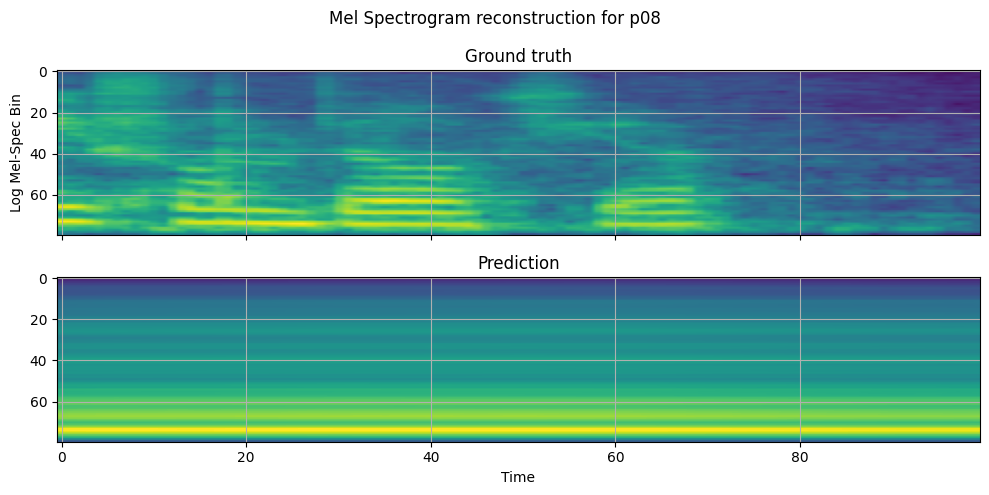 Mel Spectrogram reconstruction for p08
Ground truth
0
20
40
60
Log Mel-Spec Bin
Prediction
0
20
40
60
0 20 40 60 80
Time